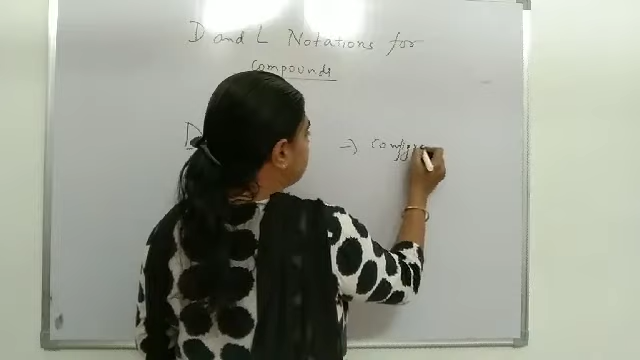 D and L Notations for
Compounds
D → Configu